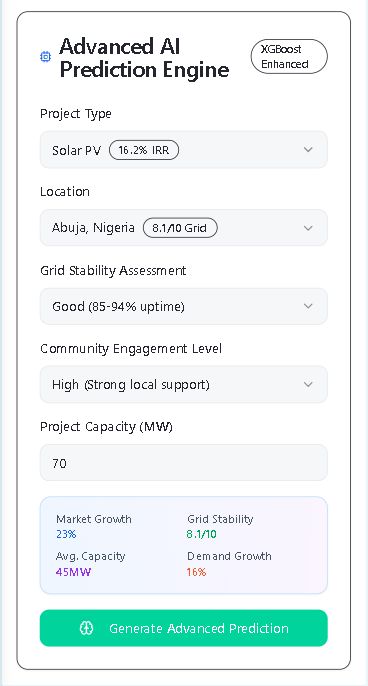 Advanced AI
Prediction Engine
XGBoost
Enhanced
Project Type
Solar PV 16.2% IRR
Location
Abuja, Nigeria 8.1/10 Grid
Grid Stability Assessment
Good (85-94% uptime)
Community Engagement Level
High (Strong local support)
Project Capacity (MW)
70
Market Growth Grid Stability
23% 8.1/10
Avg. Capacity Demand Growth
45MW 16%
Generate Advanced Prediction